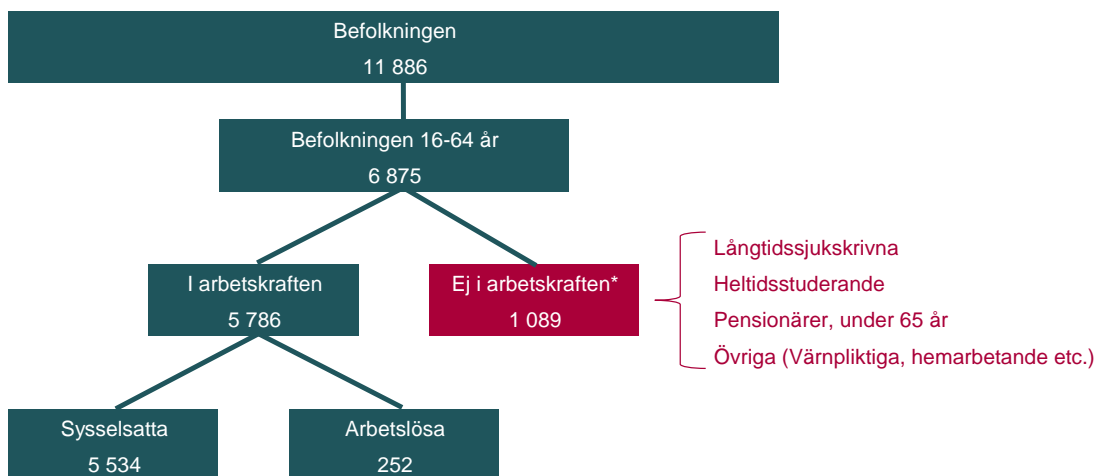 Befolkningen
11 886
Befolkningen 16-64 år
6 875
I arbetskraften
5 786
Ej i arbetskraften*
1 089
Långtidssjukskrivna
Heltidsstuderande
Pensionärer, under 65 år
Övriga (Värnpliktiga, hemarbetande etc.)
Sysselsatta
5 534
Arbetslösa
252